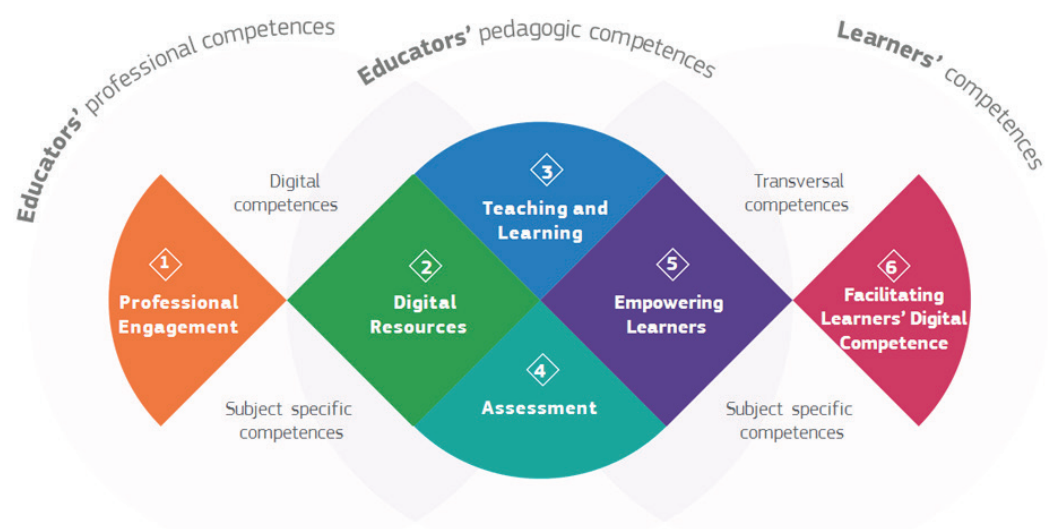 Educators' professional competences
Educators' pedagogic competences
Learners' competences
Digital
competences
Transversal
competences
1
Professional
Engagement
2
Digital
Resources
3
Teaching and
Learning
4
Assessment
5
Empowering
Learners
6
Facilitating
Learners' Digital
Competence
Subject specific
competences
Subject specific
competences